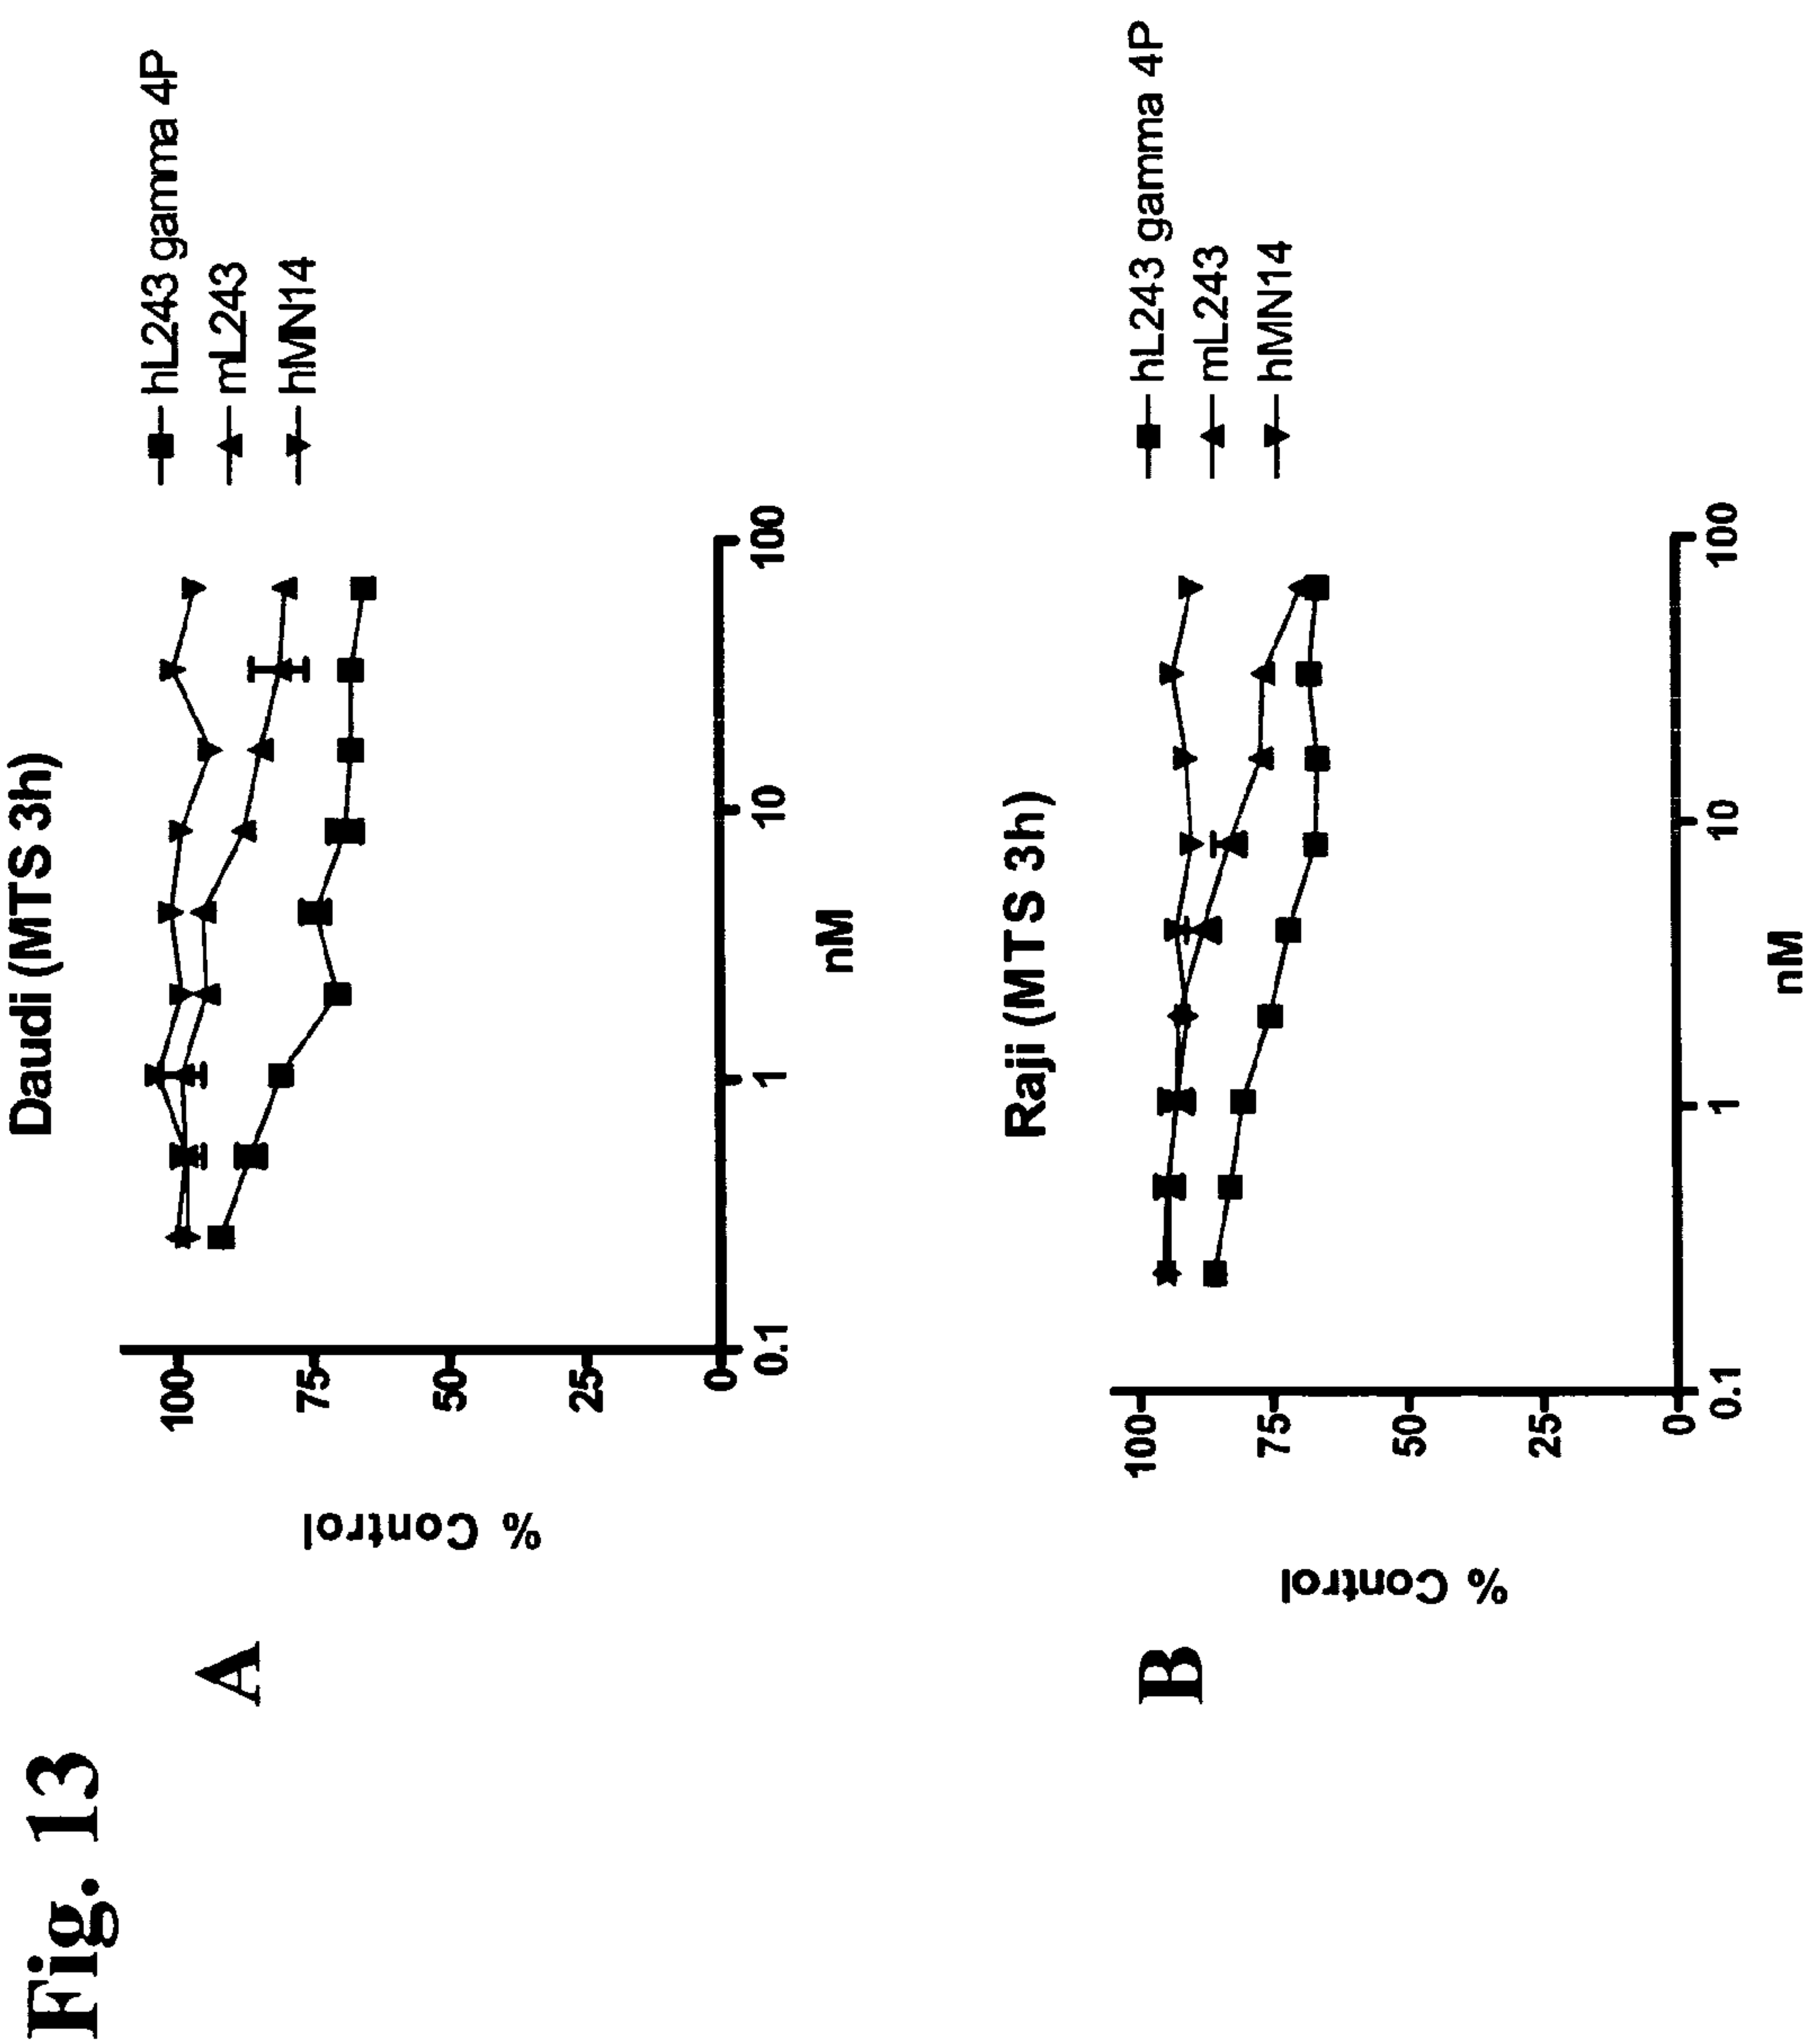 Fig. 13
A
Daudi (MTS 3h)
% Control
100
75
50
25
0
0.1
1
10
100
nM
hL243 gamma 4P
mL243
hMN14
B
Raji (MTS 3h)
% Control
100
75
50
25
0
0.1
1
10
100
nM
hL243 gamma 4P
mL243
hMN14